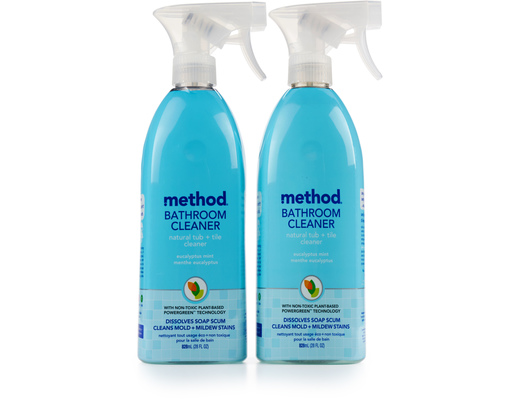 method.
BATHROOM
CLEANER
natural tub + tile
cleaner
eucalyptus mint
menthe eucalyptus
WITH NON-TOXIC PLANT-BASED
POWERGREEN™ TECHNOLOGY
DISSOLVES SOAP SCUM
CLEANS MOLD + MILDEW STAINS
nettoyant tout usage éco + non toxique
pour la salle de bain
828mL (28 FL OZ)
method.
BATHROOM
CLEANER
natural tub + tile
cleaner
eucalyptus mint
menthe eucalyptus
WITH NON-TOXIC PLANT-BASED
POWERGREEN™ TECHNOLOGY
DISSOLVES SOAP SCUM
CLEANS MOLD + MILDEW STAINS
nettoyant tout usage éco + non toxique
pour la salle de bain
828mL (28 FL OZ)